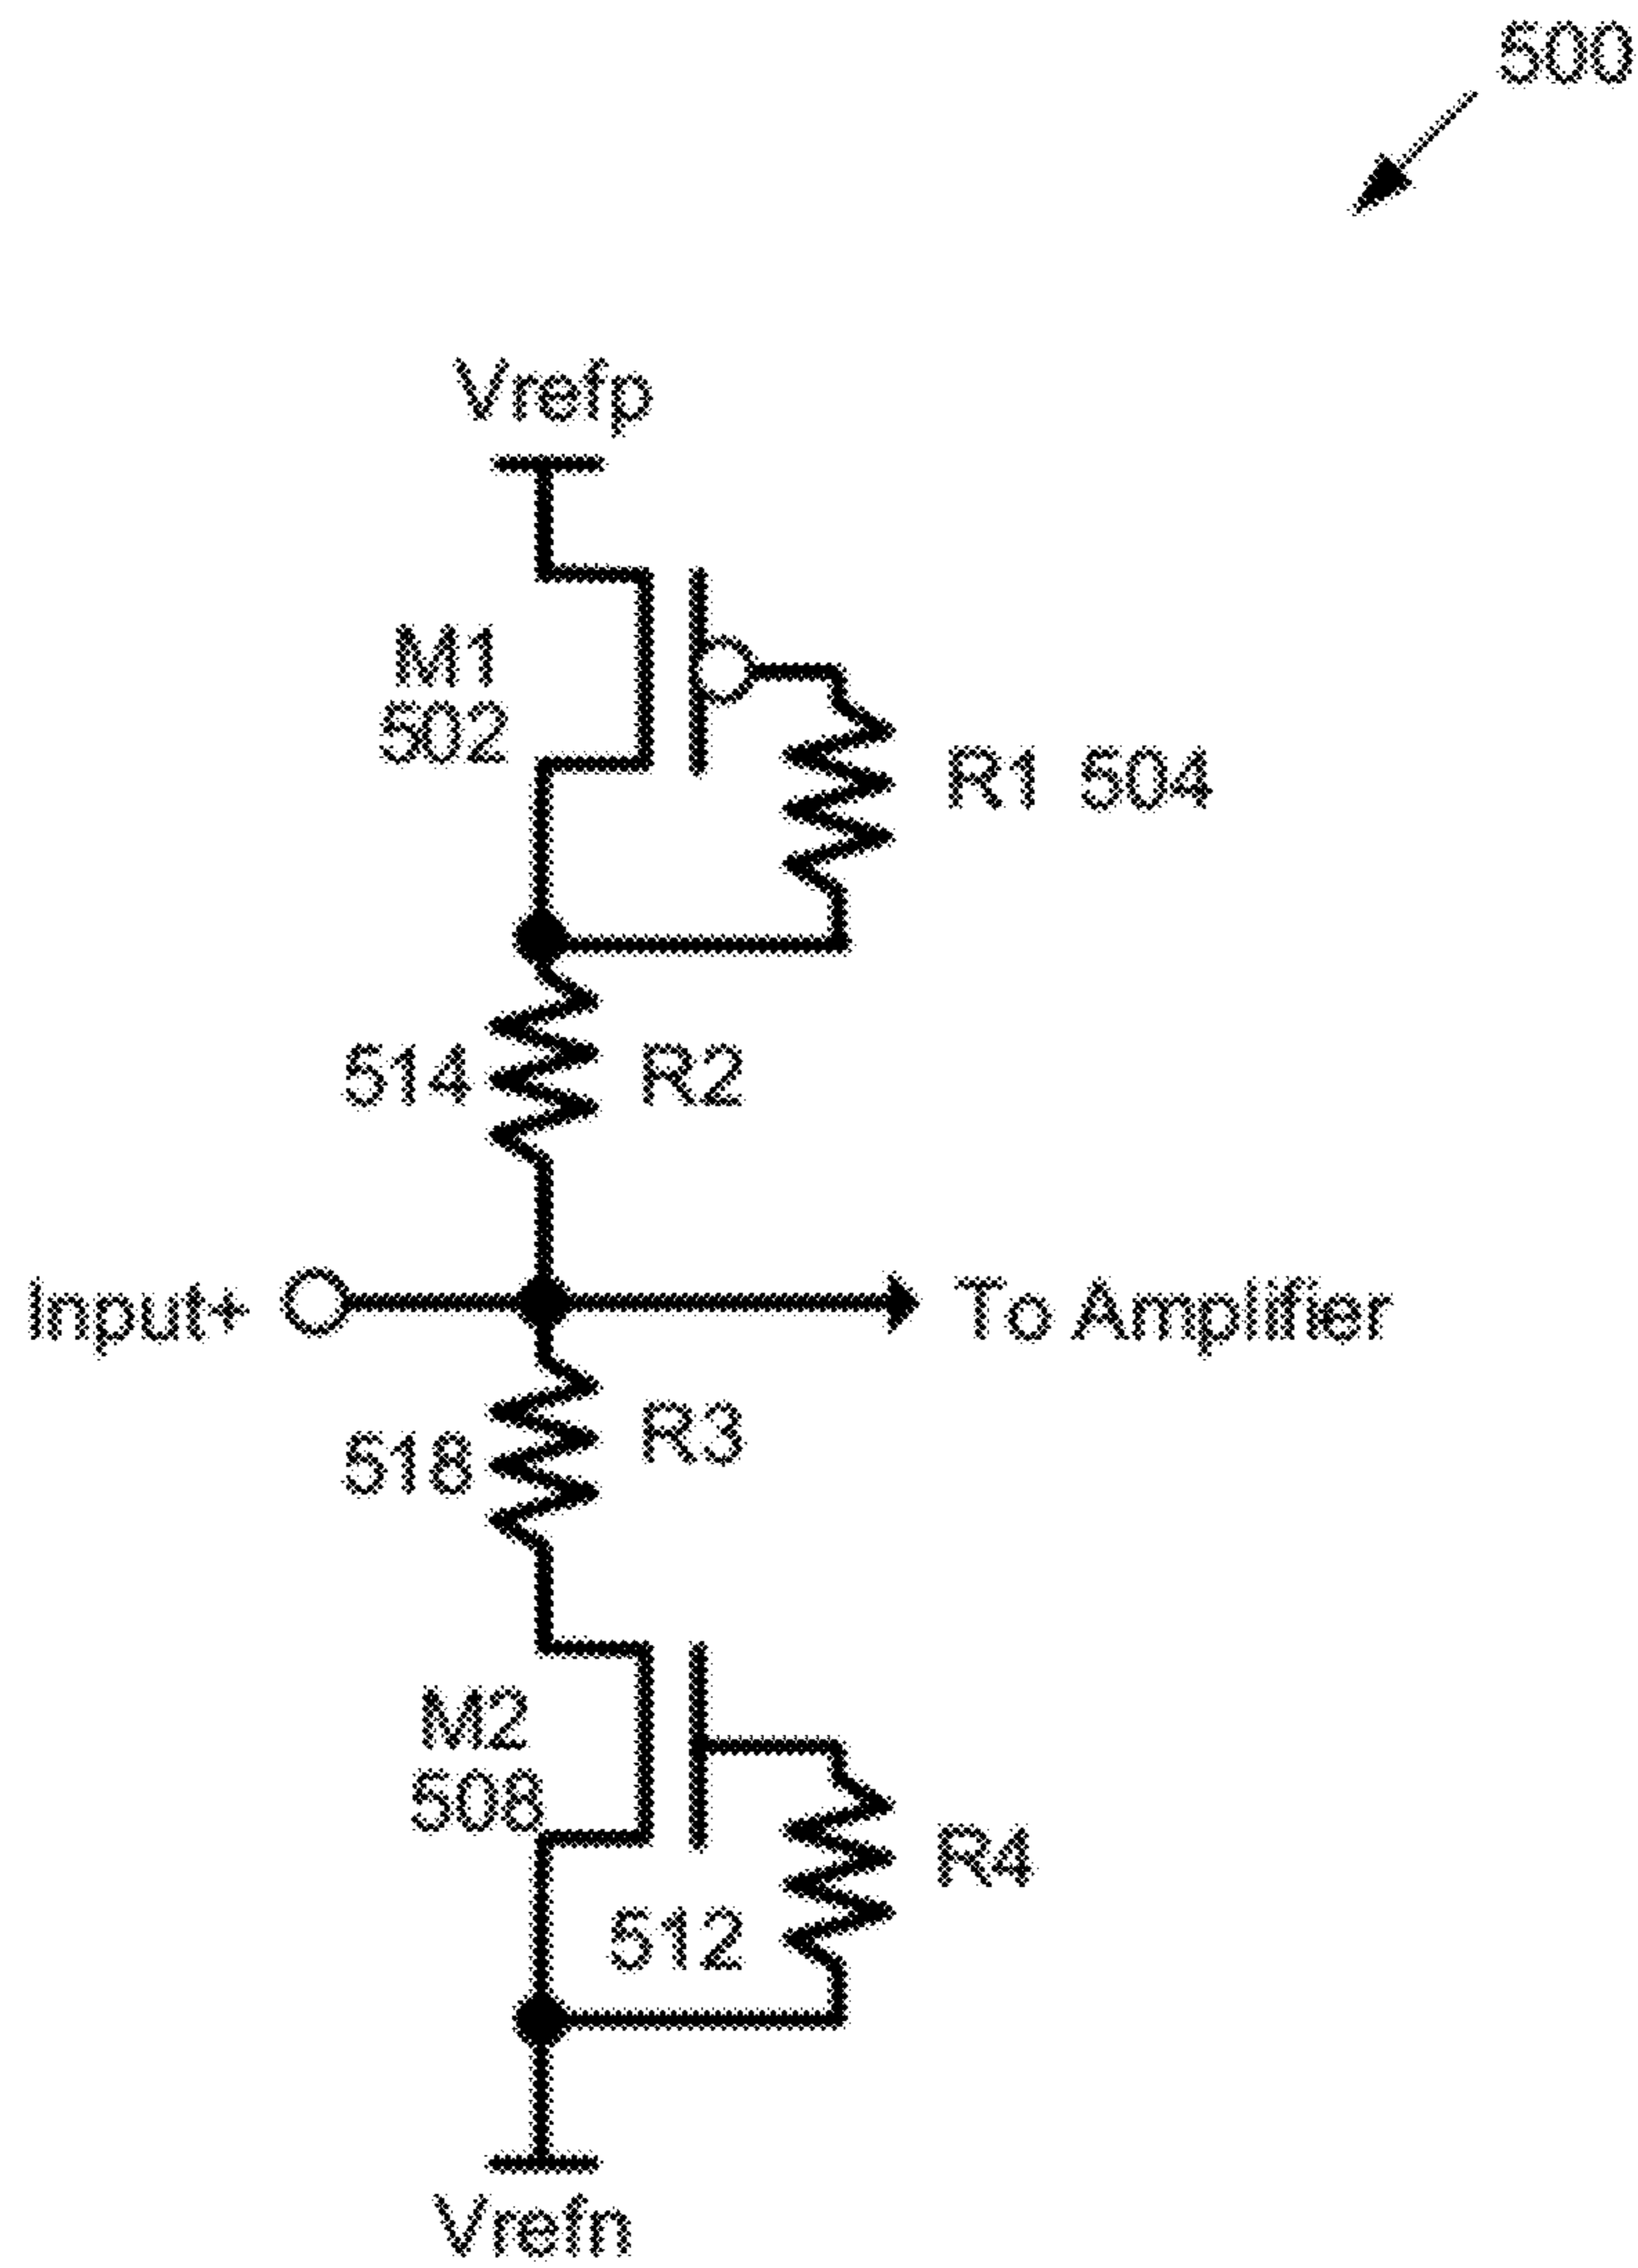 500
Vrefp
M1
502
R1 504
514
R2
Input+
To Amplifier
R3
518
M2
508
R4
512
Vrefn